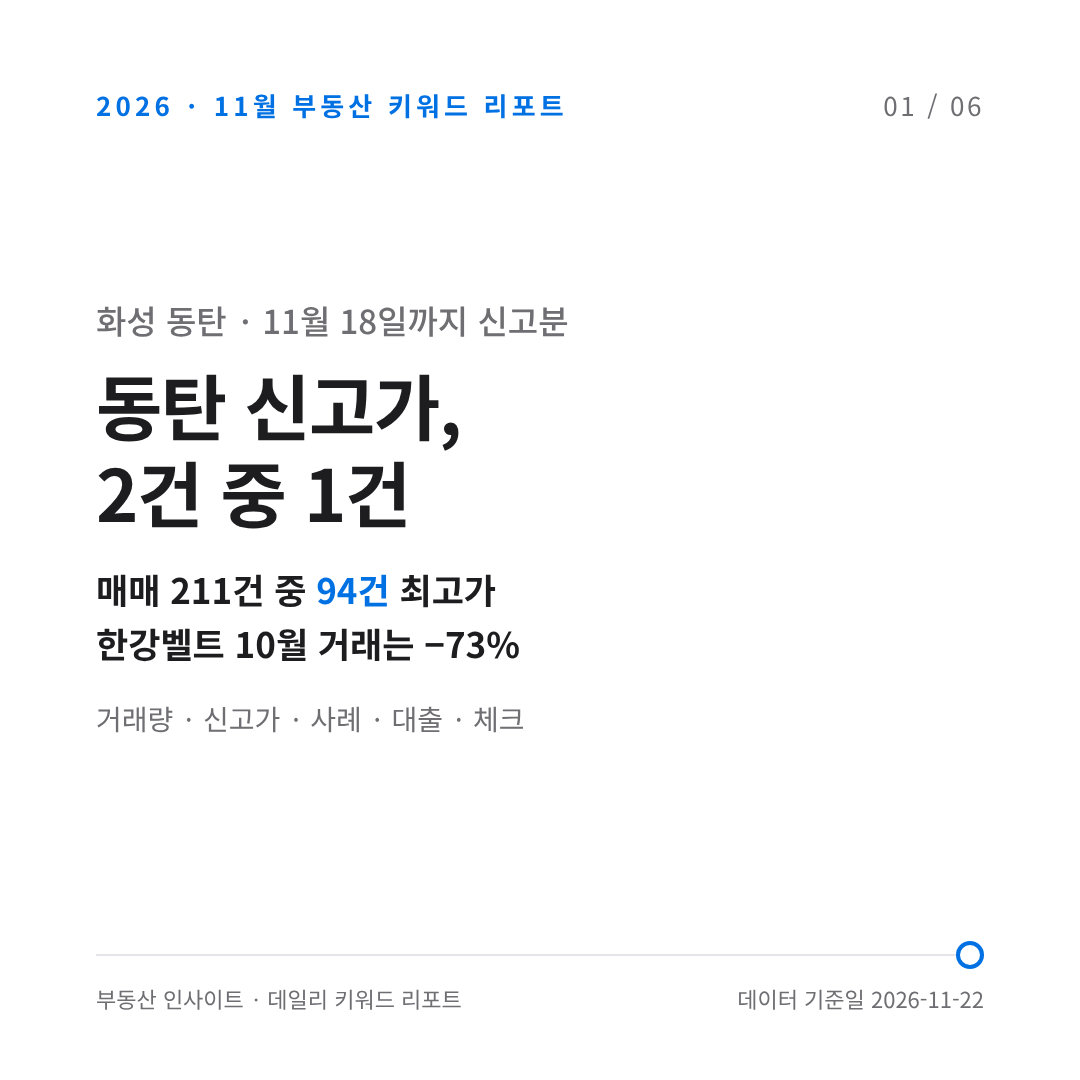 2026 · 11월 부동산 키워드 리포트
01 / 06
화성 동탄 · 11월 18일까지 신고분
동탄 신고가,
2건 중 1건
매매 211건 중 94건 최고가
한강벨트 10월 거래는 −73%
거래량 · 신고가 · 사례 · 대출 · 체크
부동산 인사이트 · 데일리 키워드 리포트
데이터 기준일 2026-11-22